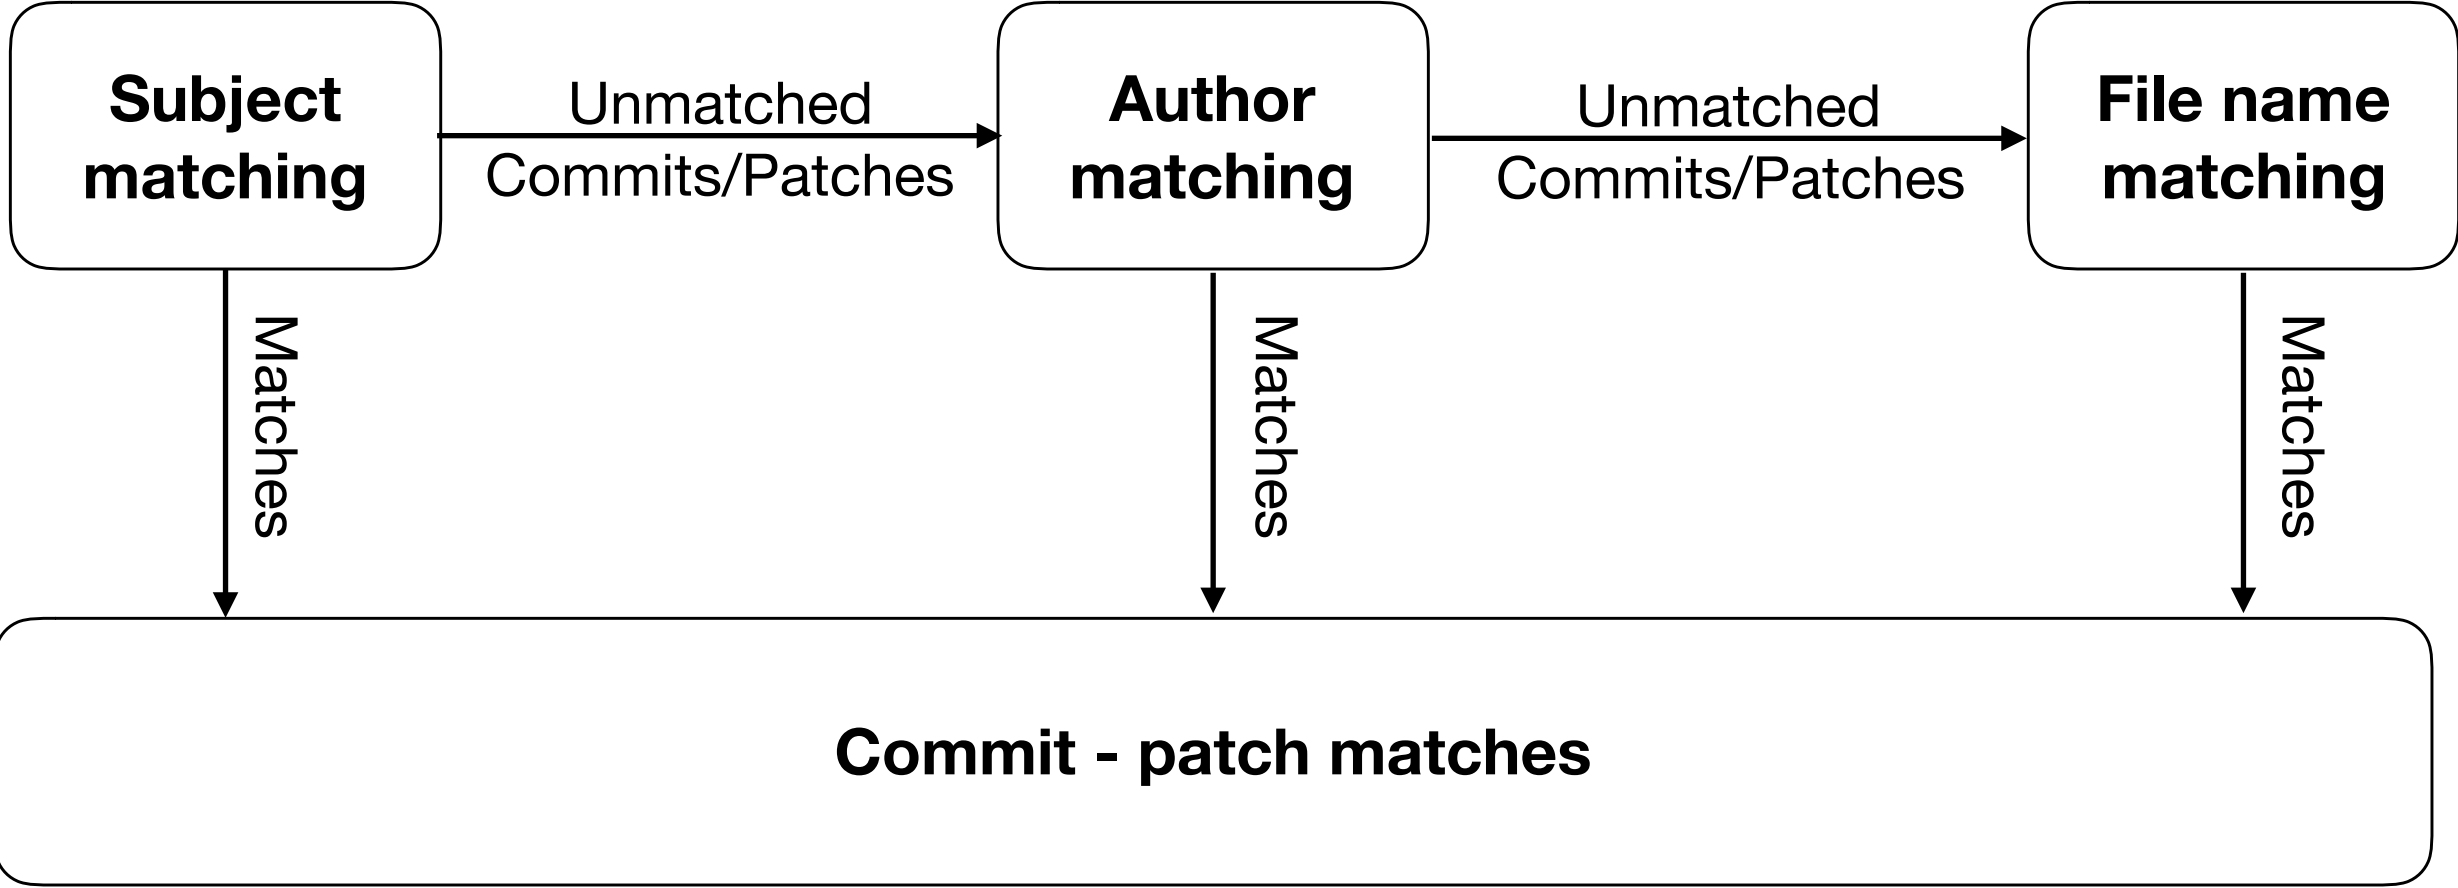 Subject
matching
Unmatched
Commits/Patches
Author
matching
Unmatched
Commits/Patches
File name
matching
Matches
Matches
Matches
Commit - patch matches